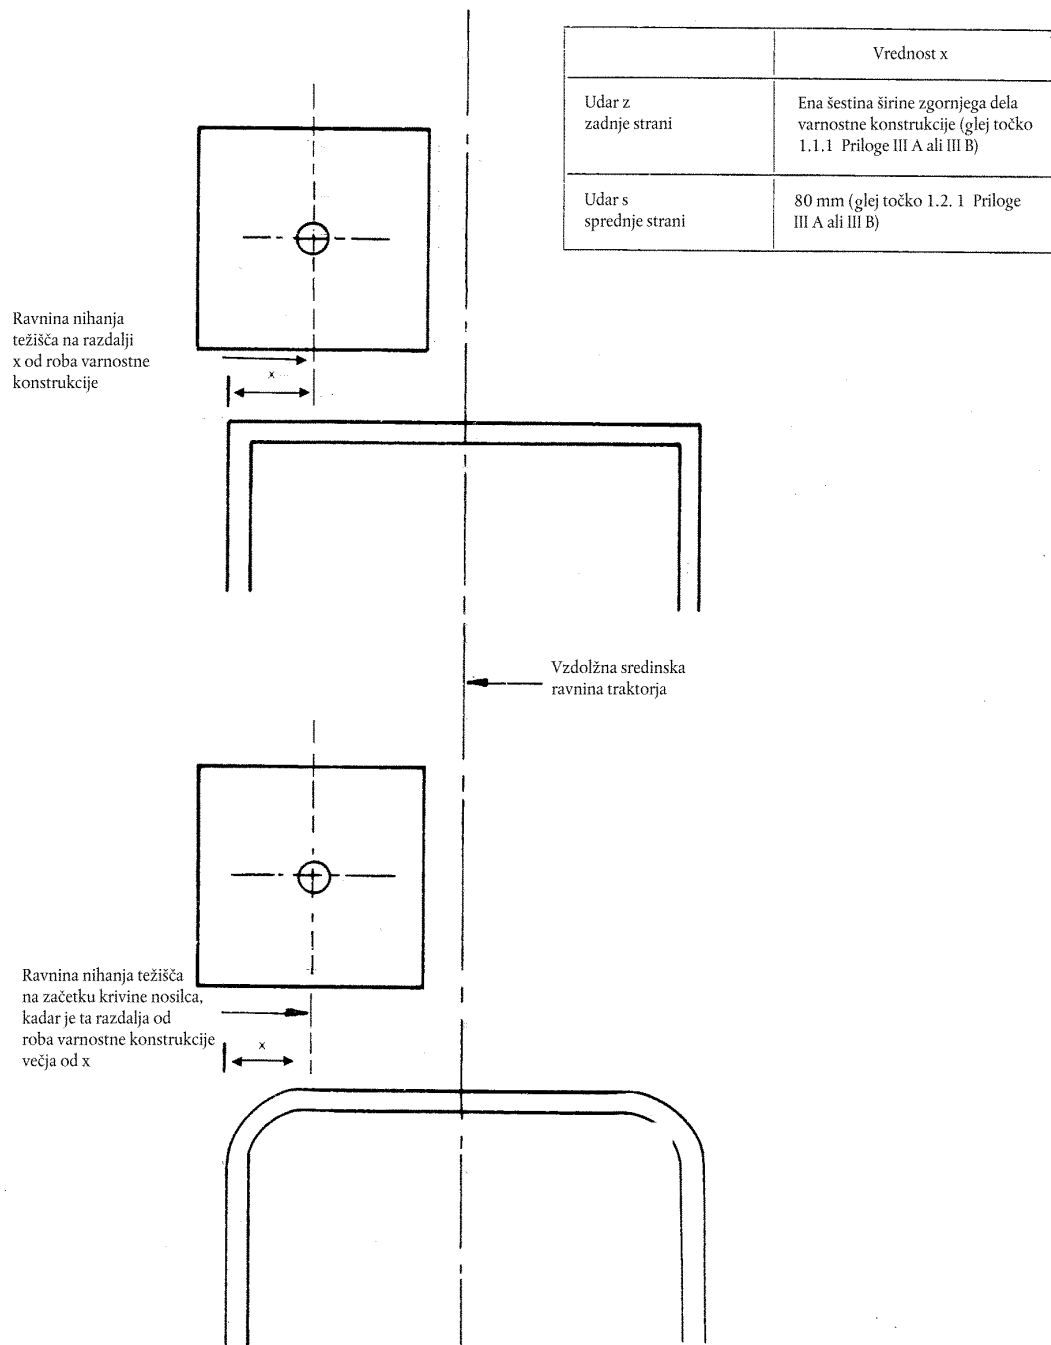 Vrednost x
Udar z
zadnje strani
Ena šestina širine zgornjega dela
varnostne konstrukcije (glej točko
1.1.1 Priloge III A ali III B)
Udar s
sprednje strani
80 mm (glej točko 1.2. 1 Priloge
III A ali III B)
Ravnina nihanja
težišča na razdalji
x od roba varnostne
konstrukcije
x
Vzdolžna sredinska
ravnina traktorja
Ravnina nihanja težišča
na začetku krivine nosilca,
kadar je ta razdalja od
roba varnostne konstrukcije
večja od x
x